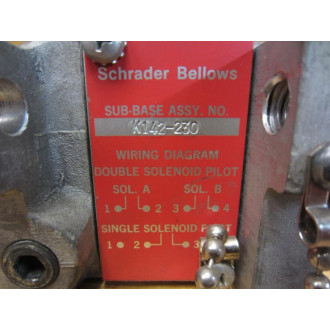 Schrader Bellows
SUB-BASE ASSY. NO.
K142-230
WIRING DIAGRAM
DOUBLE SOLENOID PILOT
SOL. A SOL. B
1 2 3 4
SINGLE SOLENOID
1 2 3